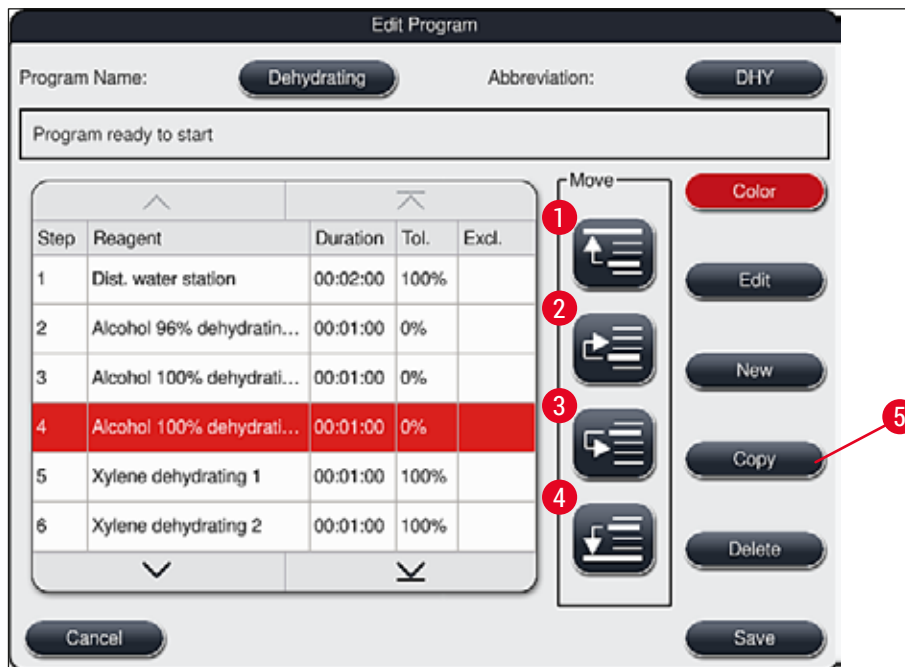 Edit Program
Program Name: Dehydrating Abbreviation: DHY
Program ready to start
Move
Color
1
Step Reagent Duration Tol. Excl.
1 Dist. water station 00:02:00 100%
Edit
2
2 Alcohol 96% dehydratin... 00:01:00 0%
3 Alcohol 100% dehydrati... 00:01:00 0%
New
3
4 Alcohol 100% dehydrati... 00:01:00 0%
5
Copy
5 Xylene dehydrating 1 00:01:00 100%
4
6 Xylene dehydrating 2 00:01:00 100%
Delete
Cancel
Save